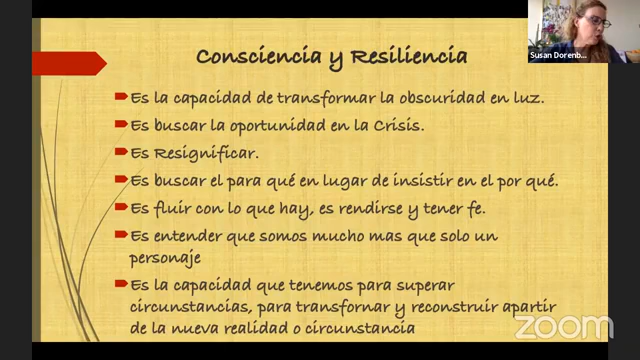 Consciencia y Resiliencia
Es la capacidad de transformar la obscuridad en luz.
Es buscar la oportunidad en la Crisis.
Es Resignificar.
Es buscar el para qué en lugar de insistir en el por qué.
Es fluir con lo que hay, es rendirse y tener fe.
Es entender que somos mucho mas que solo un
personaje
Es la capacidad que tenemos para superar
circunstancias, para transfornar y reconstruir apartir
de la nueva realidad o circunstancia
Susan Dorenb...
zoom